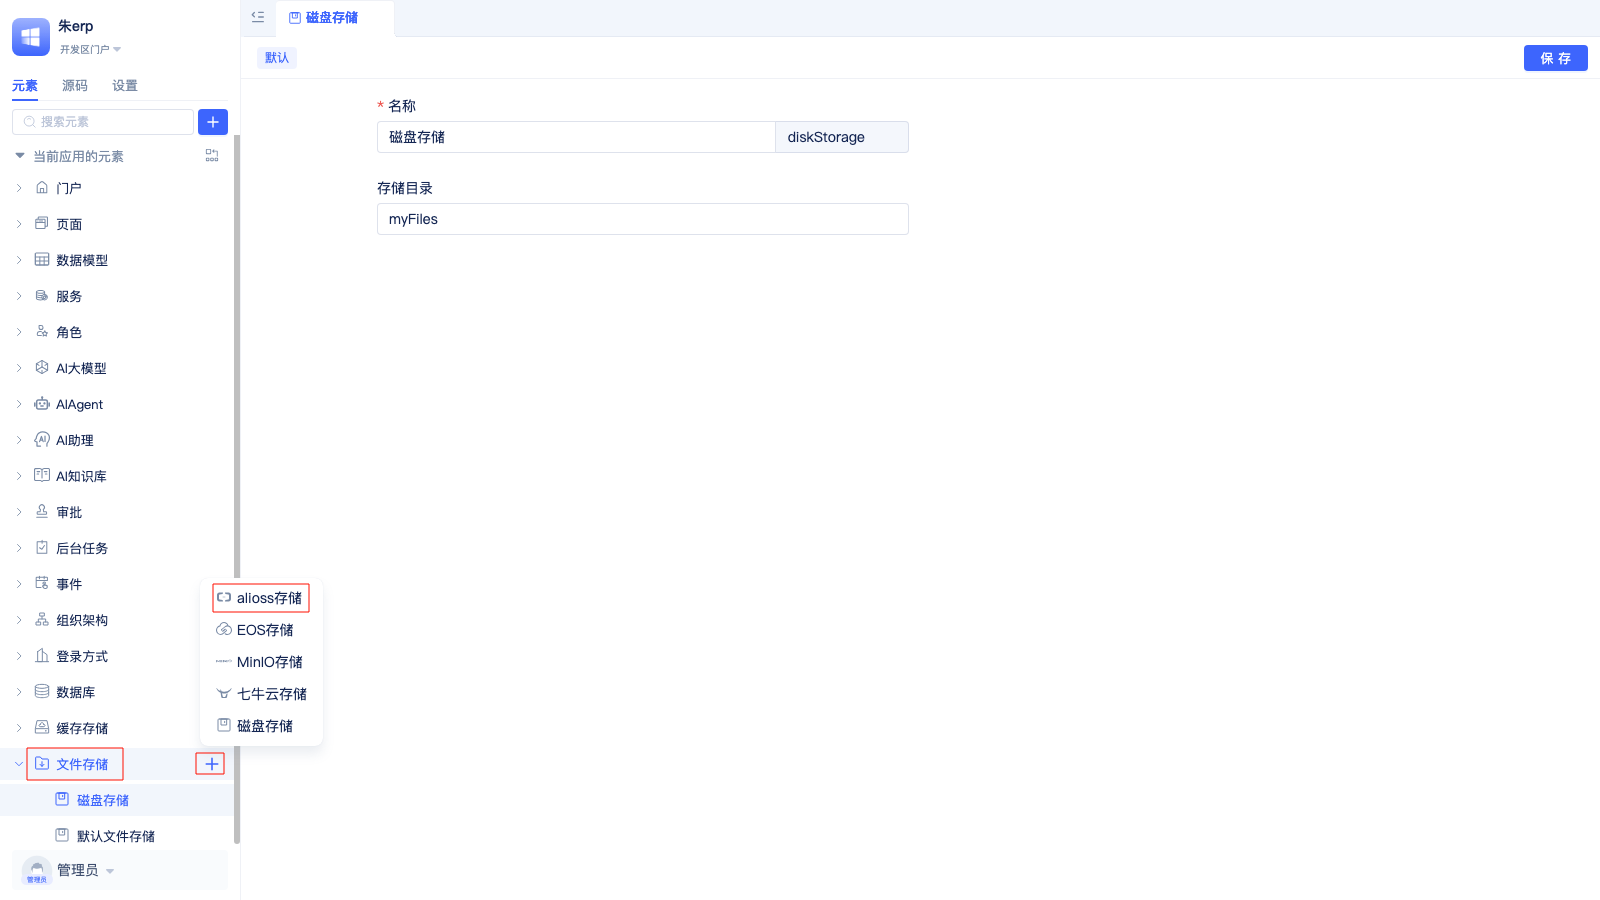 朱erp
开发区门户
元素 源码 设置
搜索元素
当前应用的元素
门户
页面
数据模型
服务
角色
AI大模型
AIAgent
AI助理
AI知识库
审批
后台任务
事件
组织架构
登录方式
数据库
缓存存储
文件存储
磁盘存储
默认文件存储
管理员
管理员
alioss存储
EOS存储
MinIO存储
七牛云存储
磁盘存储
磁盘存储
默认
保存
* 名称
磁盘存储 diskStorage
存储目录
myFiles